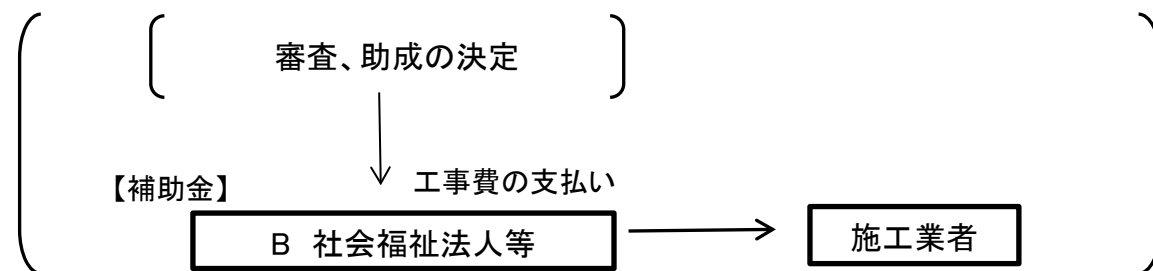 審査、助成の決定
【補助金】
工事費の支払い
B 社会福祉法人等
施工業者